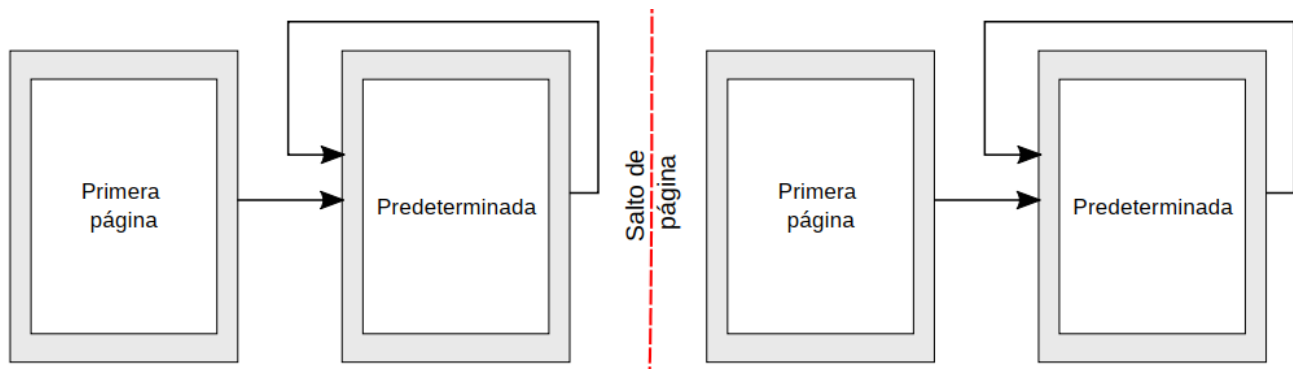 Primera
página
Predeterminada
Salto de
página
Primera
página
Predeterminada